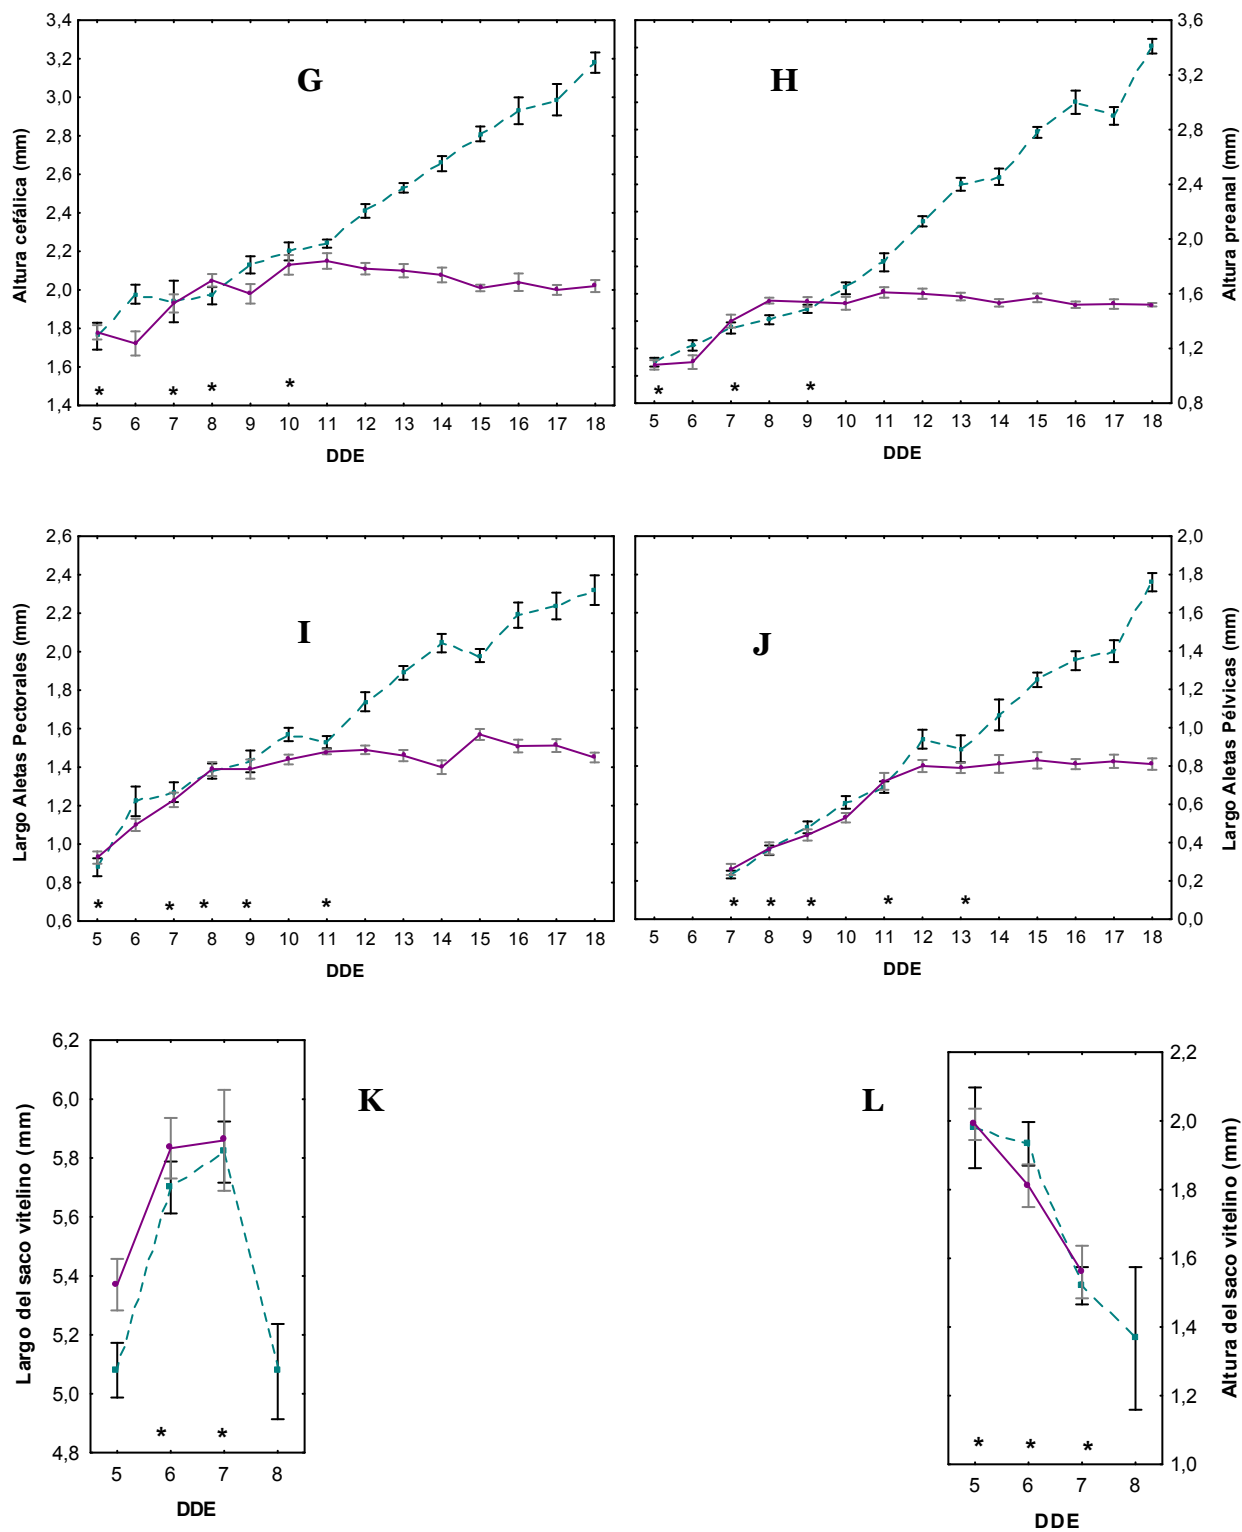 G
Altura cefálica (mm)
3,4
3,2
3,0
2,8
2,6
2,4
2,2
2,0
1,8
1,6
1,4
* * * *
5 6 7 8 9 10 11 12 13 14 15 16 17 18
DDE
H
Altura preanal (mm)
3,6
3,2
2,8
2,4
2,0
1,6
1,2
0,8
* * *
5 6 7 8 9 10 11 12 13 14 15 16 17 18
DDE
I
Largo Aletas Pectorales (mm)
2,6
2,4
2,2
2,0
1,8
1,6
1,4
1,2
1,0
0,8
0,6
* * * * *
5 6 7 8 9 10 11 12 13 14 15 16 17 18
DDE
J
Largo Aletas Pélvicas (mm)
2,0
1,8
1,6
1,4
1,2
1,0
0,8
0,6
0,4
0,2
0,0
* * * * *
5 6 7 8 9 10 11 12 13 14 15 16 17 18
DDE
K
Largo del saco vitelino (mm)
6,2
6,0
5,8
5,6
5,4
5,2
5,0
4,8
* *
5 6 7 8
DDE
L
Altura del saco vitelino (mm)
2,2
2,0
1,8
1,6
1,4
1,2
1,0
* * *
5 6 7 8
DDE